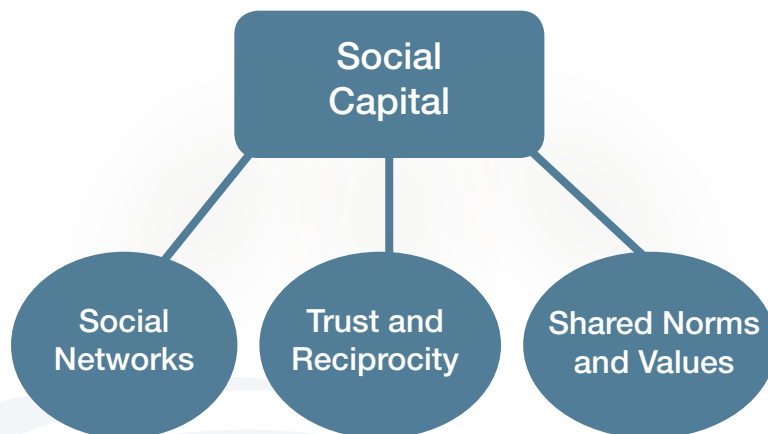 Social
Capital
Social
Networks
Trust and
Reciprocity
Shared Norms
and Values